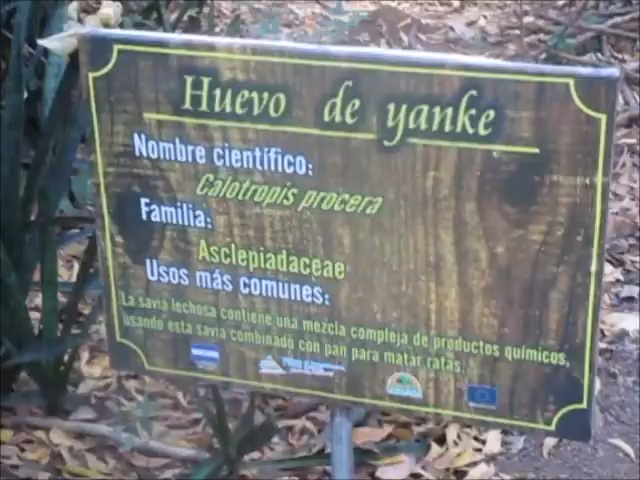 Huevo de yanke
Nombre científico:
Calotropis procera
Familia:
Asclepiadaceae
Usos más comunes:
La savia lechosa contiene una mezcla compleja de productos químicos,
usando esta savia combinado con pan para matar ratas.